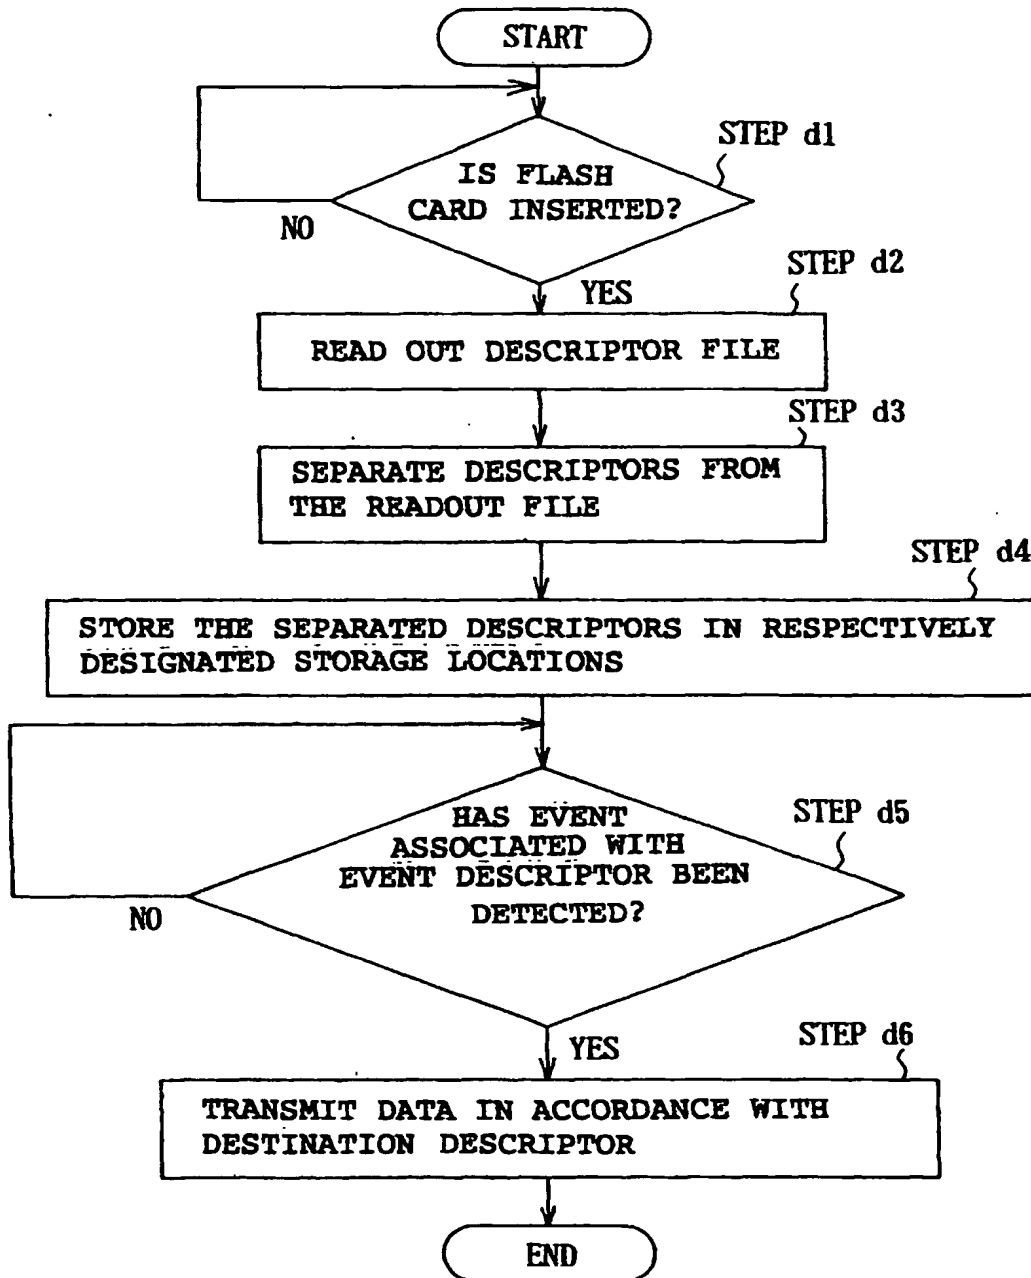 START
STEP d1
IS FLASH
CARD INSERTED?
NO
YES
STEP d2
READ OUT DESCRIPTOR FILE
STEP d3
SEPARATE DESCRIPTORS FROM
THE READOUT FILE
STEP d4
STORE THE SEPARATED DESCRIPTORS IN RESPECTIVELY
DESIGNATED STORAGE LOCATIONS
STEP d5
HAS EVENT
ASSOCIATED WITH
EVENT DESCRIPTOR BEEN
DETECTED?
NO
YES
STEP d6
TRANSMIT DATA IN ACCORDANCE WITH
DESTINATION DESCRIPTOR
END